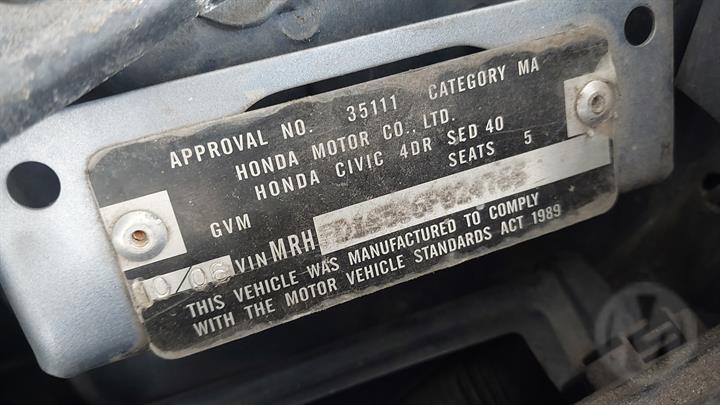 APPROVAL NO. 35111 CATEGORY MA
HONDA MOTOR CO., LTD.
HONDA CIVIC 4DR SED 40
GVM SEATS 5
10/06 VIN MRH
THIS VEHICLE WAS MANUFACTURED TO COMPLY
WITH THE MOTOR VEHICLE STANDARDS ACT 1989